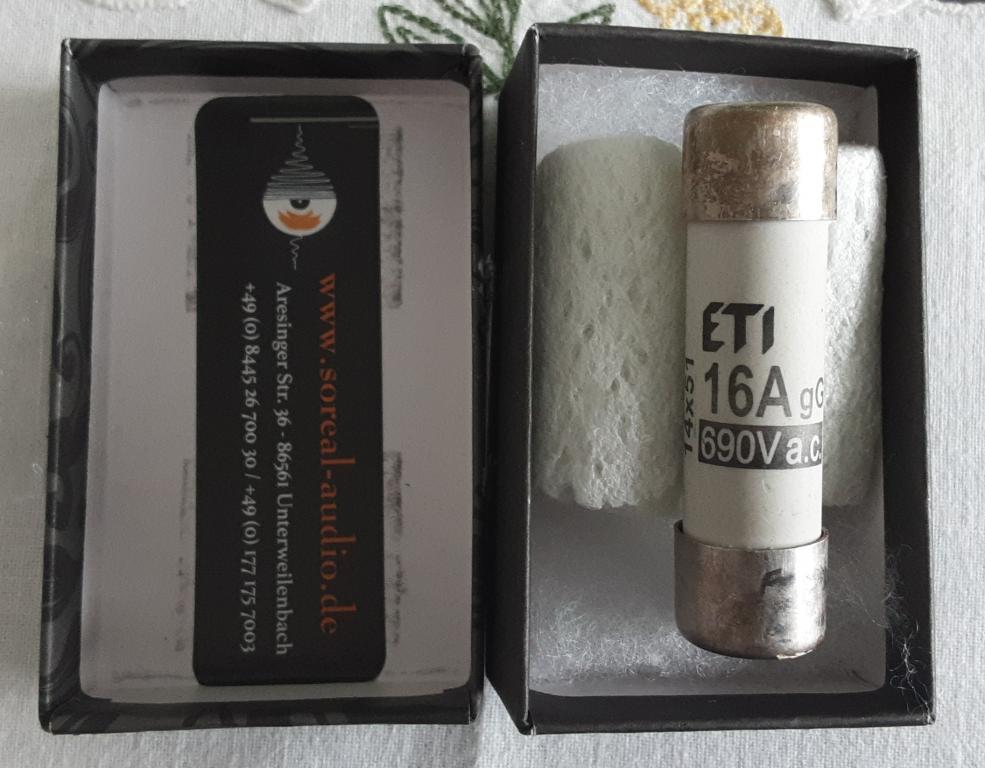 www.soreal-audio.de
Aresinger Str. 36 - 86561 Unterweilenbach
+49 (0) 8445 26 700 30 / +49 (0) 177 175 7003
ETI
16A gG
690V a.c.
14x51
F